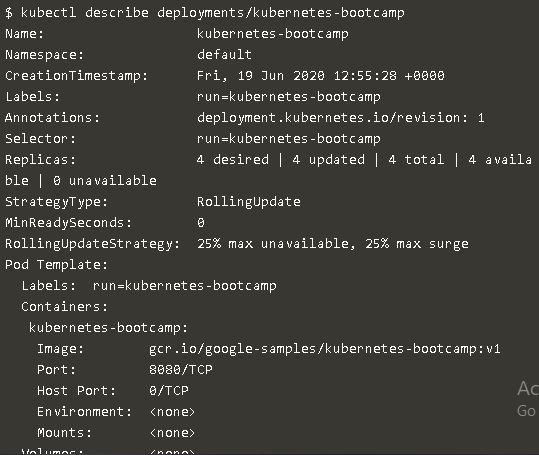 $ kubectl describe deployments/kubernetes-bootcamp
Name:                   kubernetes-bootcamp
Namespace:              default
CreationTimestamp:      Fri, 19 Jun 2020 12:55:28 +0000
Labels:                 run=kubernetes-bootcamp
Annotations:            deployment.kubernetes.io/revision: 1
Selector:               run=kubernetes-bootcamp
Replicas:               4 desired | 4 updated | 4 total | 4 availa
ble | 0 unavailable
StrategyType:           RollingUpdate
MinReadySeconds:        0
RollingUpdateStrategy:  25% max unavailable, 25% max surge
Pod Template:
  Labels:  run=kubernetes-bootcamp
  Containers:
   kubernetes-bootcamp:
    Image:        gcr.io/google-samples/kubernetes-bootcamp:v1
    Port:         8080/TCP
    Host Port:    0/TCP
    Environment:  <none>
    Mounts:       <none>
  Volumes:        <none>
Ac
Go